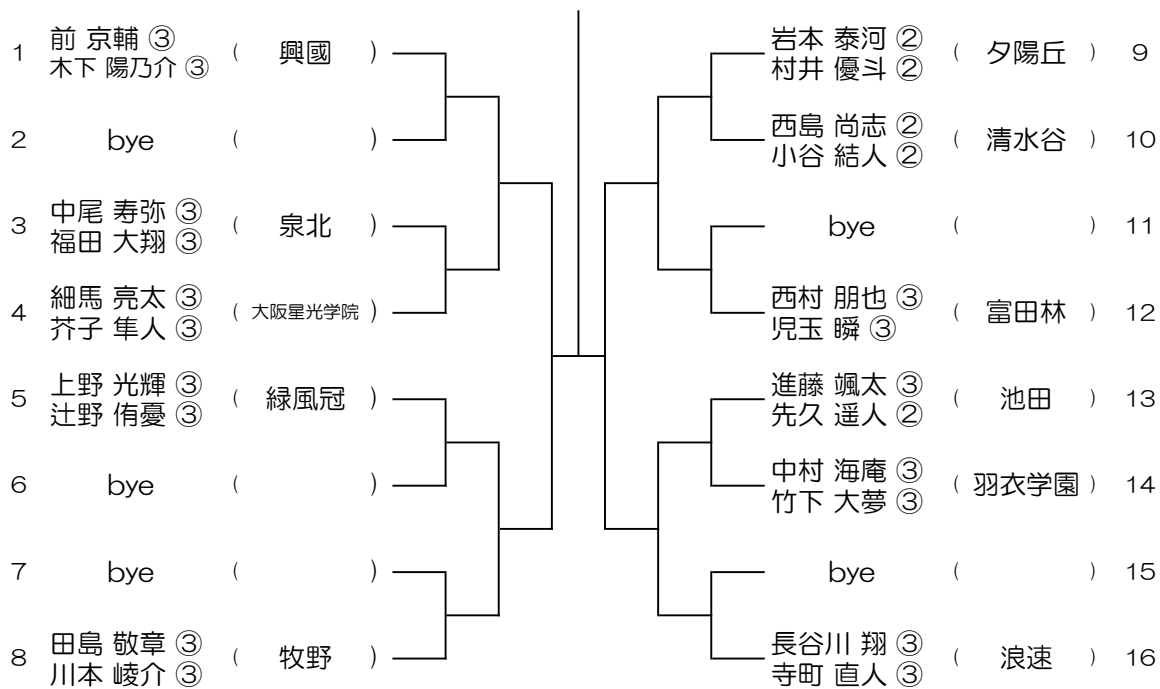 前 京輔 ③
1 ( 興國 )
木下 陽乃介 ③
2 bye ( )
中尾 寿弥 ③
3 ( 泉北 )
福田 大翔 ③
細馬 亮太 ③
4 ( 大阪星光学院 )
芥子 隼人 ③
上野 光輝 ③
5 ( 緑風冠 )
辻野 侑憂 ③
6 bye ( )
7 bye ( )
田島 敬章 ③
8 ( 牧野 )
川本 崚介 ③
岩本 泰河 ②
( 夕陽丘 ) 9
村井 優斗 ②
西島 尚志 ②
( 清水谷 ) 10
小谷 結人 ②
bye ( ) 11
西村 朋也 ③
( 富田林 ) 12
児玉 瞬 ③
進藤 颯太 ③
( 池田 ) 13
先久 遥人 ②
中村 海庵 ③
( 羽衣学園 ) 14
竹下 大夢 ③
bye ( ) 15
長谷川 翔 ③
( 浪速 ) 16
寺町 直人 ③